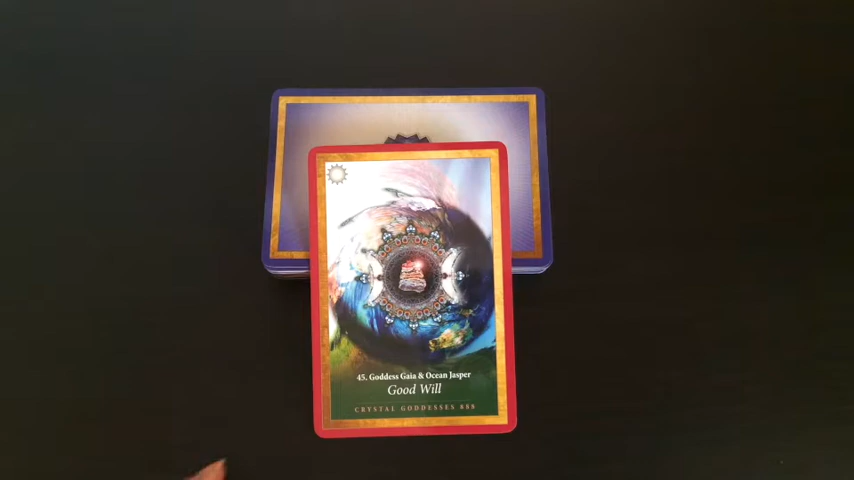 45. Goddess Gaia & Ocean Jasper
Good Will
CRYSTAL GODDESSES 888